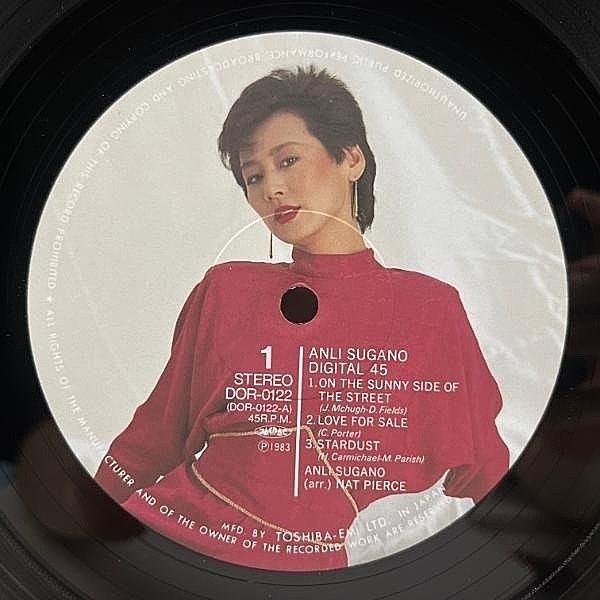 UNAUTHORIZED PUBLIC PERFORMANCE, BROADCASTING AND COPYING OF THIS RECORD PROHIBITED ★ ALL RIGHTS OF THE MANUFACTURER AND OF THE OWNER OF THE RECORDED WORK ARE RESERVED
1
STEREO
DOR-0122
(DOR-0122-A)
45R.P.M.
Ⓟ1983
ANLI SUGANO
DIGITAL 45
1. ON THE SUNNY SIDE OF
THE STREET
(J. Mchugh-D. Fields)
2. LOVE FOR SALE
(C. Porter)
3. STARDUST
(H. Carmichael-M. Parish)
ANLI SUGANO
(arr.) NAT PIERCE
MFD. BY TOSHIBA-EMI LTD. IN JAPAN